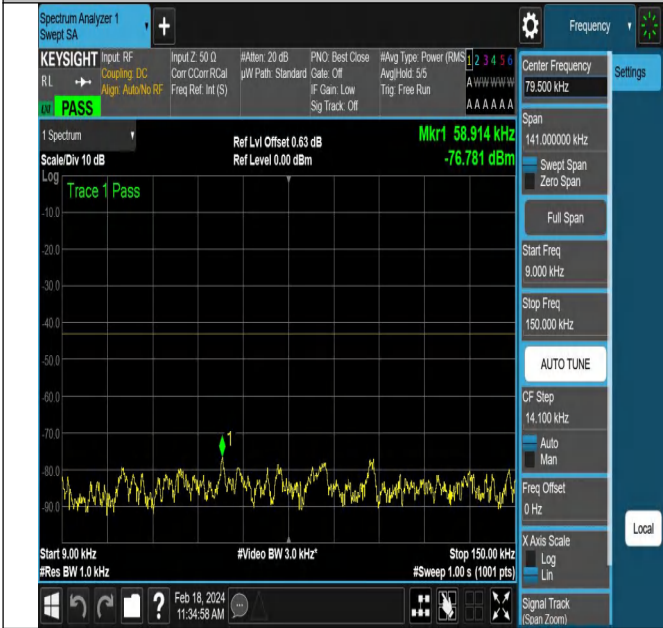 Spectrum Analyzer 1
Swept SA
+
Frequency
KEYSIGHT
RL
PASS
Input: RF
Coupling: DC
Align: Auto/No RF
Input Z: 50 Ω
Corr CCorr RCal
Freq Ref: Int (S)
#Atten: 20 dB
µW Path: Standard
PNO: Best Close
Gate: Off
IF Gain: Low
Sig Track: Off
#Avg Type: Power (RMS
Avg|Hold: 5/5
Trig: Free Run
1 2 3 4 5 6
A W W W W W
A A A A A A
1 Spectrum
Scale/Div 10 dB
Ref Lvl Offset 0.63 dB
Ref Level 0.00 dBm
Mkr1 58.914 kHz
-76.781 dBm
Log
Trace 1 Pass
-10.0
-20.0
-30.0
-40.0
-50.0
-60.0
-70.0
-80.0
-90.0
1
Start 9.00 kHz
#Res BW 1.0 kHz
#Video BW 3.0 kHz*
Stop 150.00 kHz
#Sweep 1.00 s (1001 pts)
?
Feb 18, 2024
11:34:58 AM
Center Frequency
79.500 kHz
Settings
Span
141.000000 kHz
Swept Span
Zero Span
Full Span
Start Freq
9.000 kHz
Stop Freq
150.000 kHz
AUTO TUNE
CF Step
14.100 kHz
Auto
Man
Freq Offset
0 Hz
Local
X Axis Scale
Log
Lin
Signal Track
(Span Zoom)